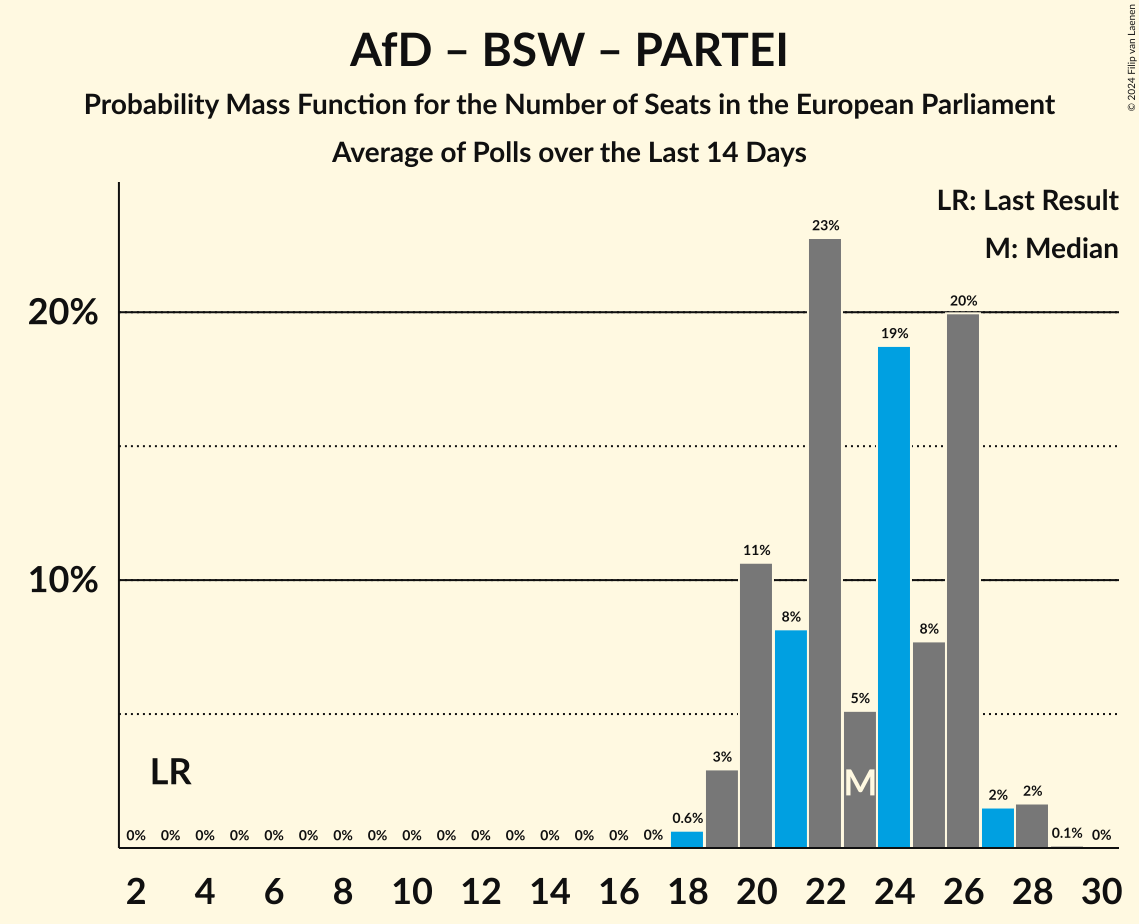 AfD – BSW – PARTEI
Probability Mass Function for the Number of Seats in the European Parliament
Average of Polls over the Last 14 Days
© 2024 Filip van Laenen
LR: Last Result
M: Median
23%
20%
20%
19%
11%
10%
8%
8%
5%
3%
LR
M
2%
2%
0.6%
0% 0% 0% 0% 0% 0% 0% 0% 0% 0% 0% 0% 0% 0% 0% 0% 0.1% 0%
2 4 6 8 10 12 14 16 18 20 22 24 26 28 30